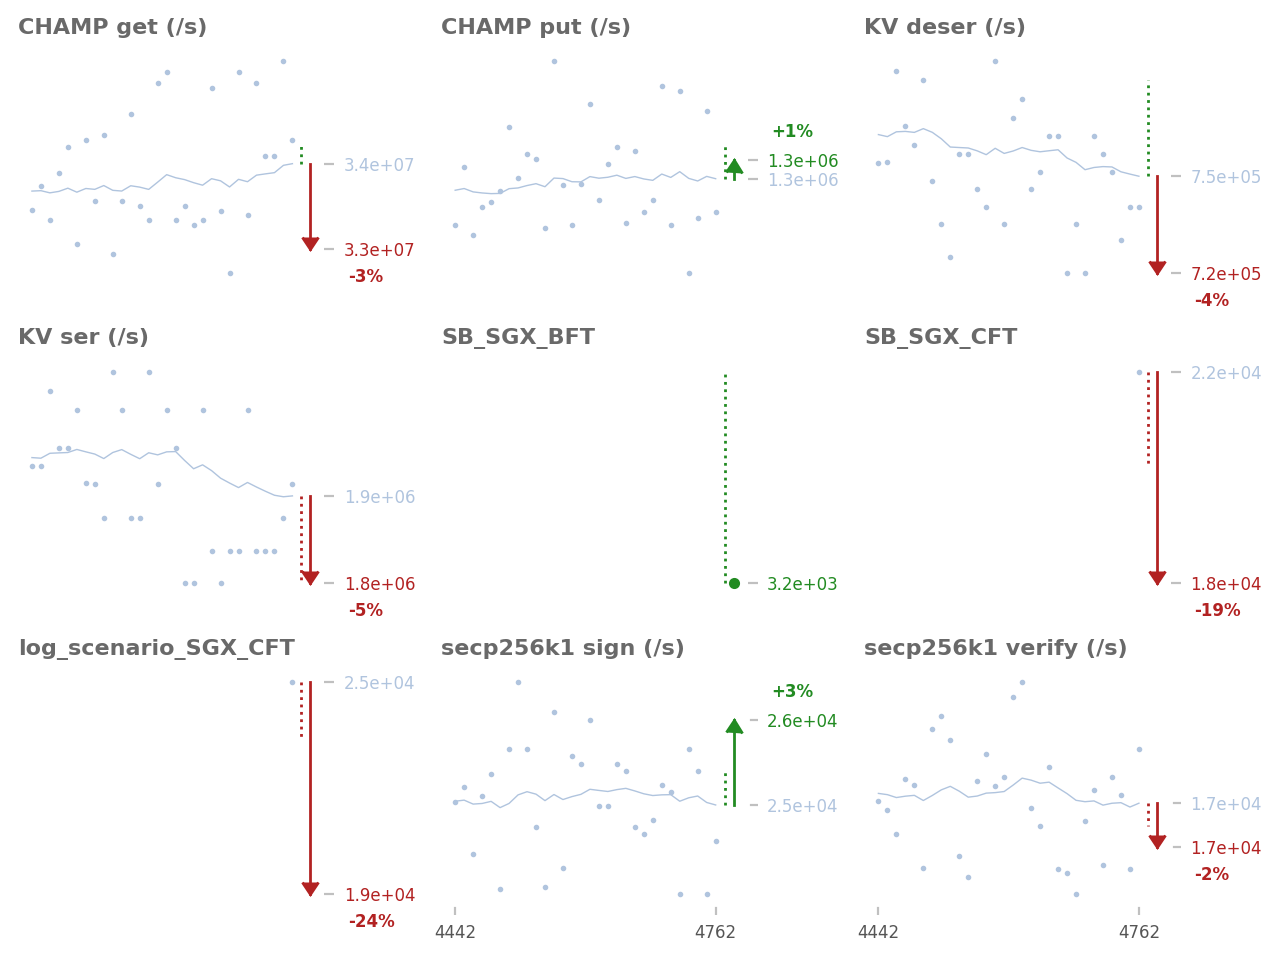 CHAMP get (/s)
CHAMP put (/s)
KV deser (/s)
3.4e+07
3.3e+07
-3%
+1%
1.3e+06
1.3e+06
7.5e+05
7.2e+05
-4%
KV ser (/s)
SB_SGX_BFT
SB_SGX_CFT
1.9e+06
1.8e+06
-5%
3.2e+03
2.2e+04
1.8e+04
-19%
log_scenario_SGX_CFT
secp256k1 sign (/s)
secp256k1 verify (/s)
2.5e+04
1.9e+04
-24%
+3%
2.6e+04
2.5e+04
4442
4762
1.7e+04
1.7e+04
-2%
4442
4762